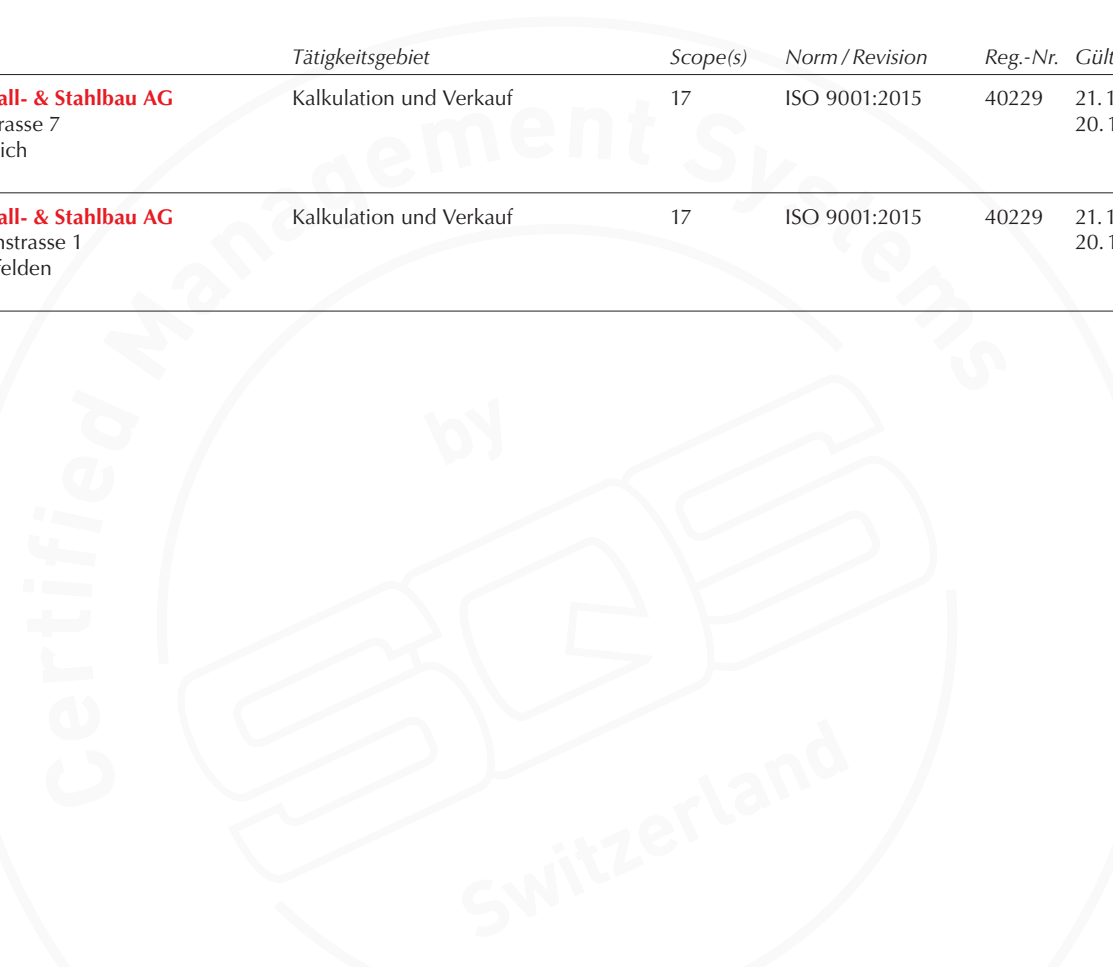 Tätigkeitsgebiet Scope(s) Norm / Revision Reg.-Nr. Gült
all- & Stahlbau AG Kalkulation und Verkauf 17 ISO 9001:2015 40229 21. 1
rasse 7 20. 1
ich
all- & Stahlbau AG Kalkulation und Verkauf 17 ISO 9001:2015 40229 21. 1
nstrasse 1 20. 1
felden
Certified Management Systems
by
SQS
Switzerland